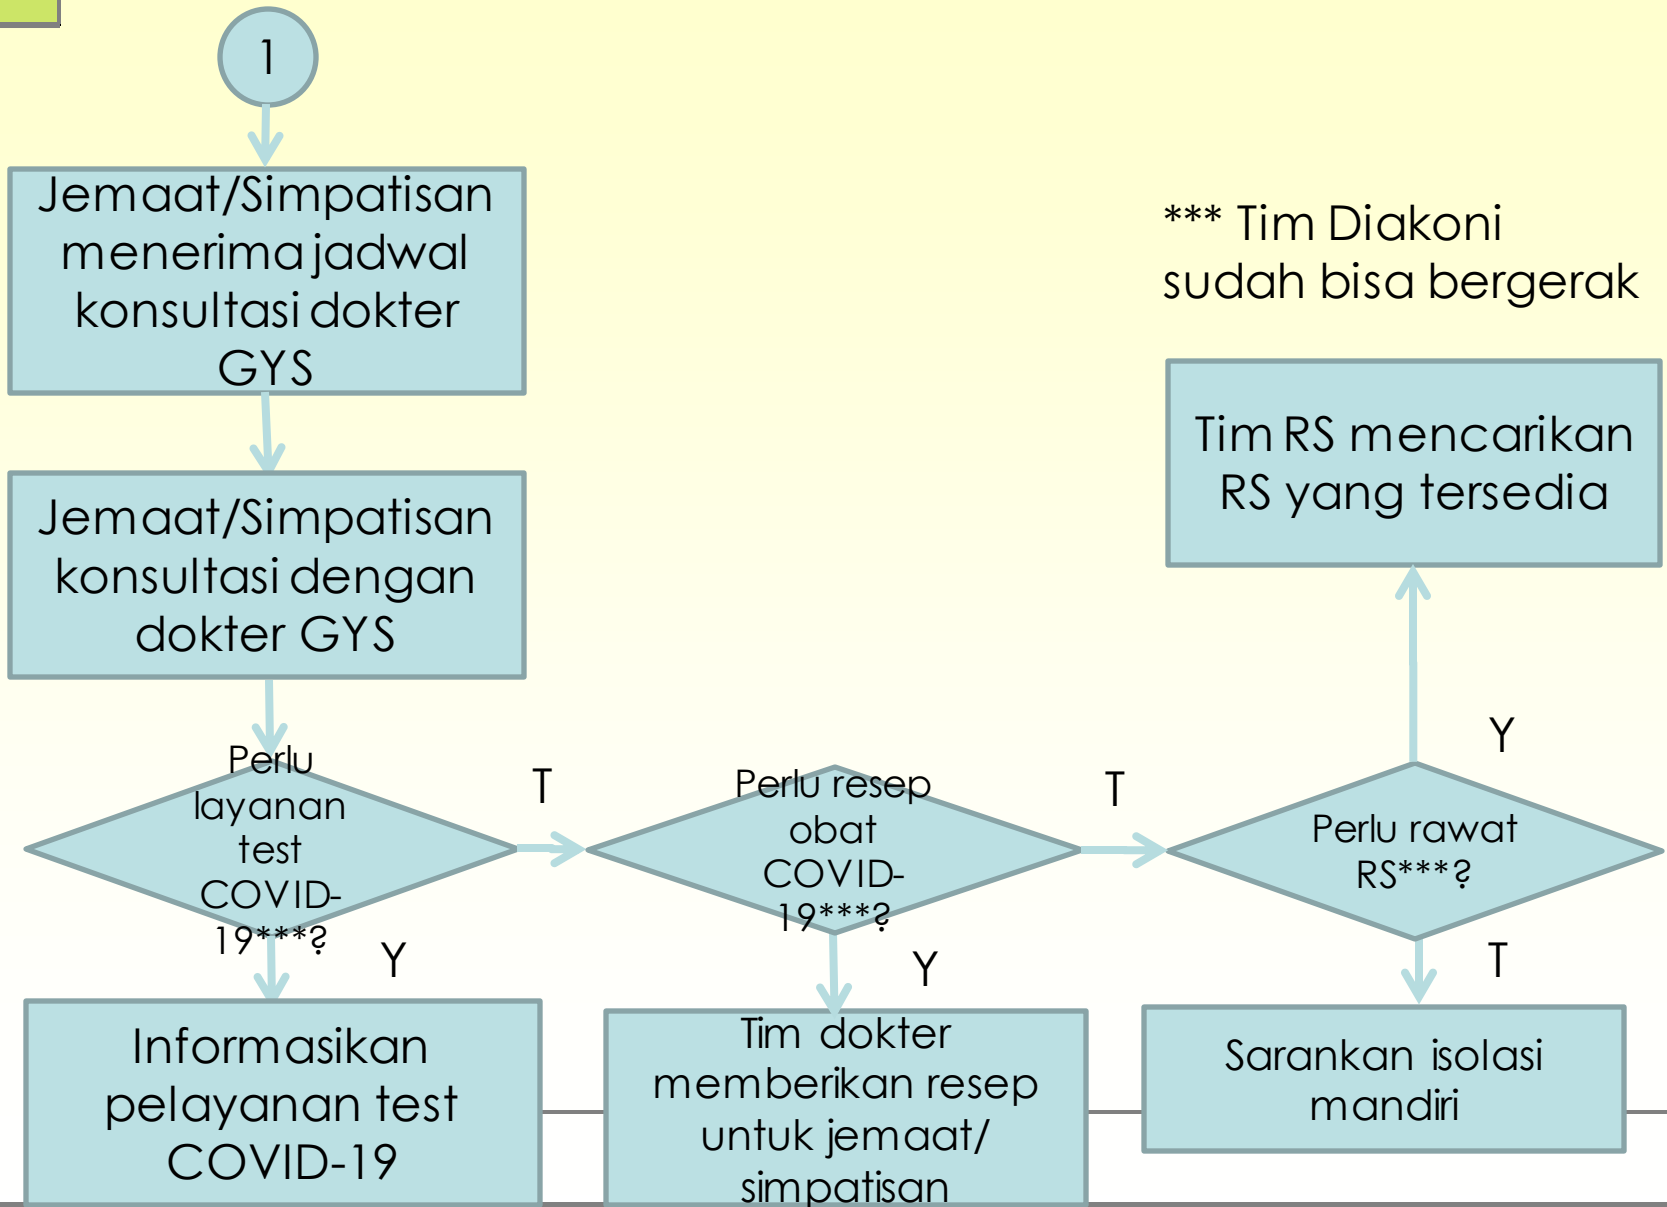 1
Jemaat/Simpatisan
menerima jadwal
konsultasi dokter
GYS
*** Tim Diakoni
sudah bisa bergerak
Tim RS mencarikan
RS yang tersedia
Jemaat/Simpatisan
konsultasi dengan
dokter GYS
Perlu
layanan
test
COVID-
19***?
T
Y
Perlu resep
obat
COVID-
19***?
T
Y
Perlu rawat
RS***?
Y
T
Informasikan
pelayanan test
COVID-19
Tim dokter
memberikan resep
untuk jemaat/
simpatisan
Sarankan isolasi
mandiri